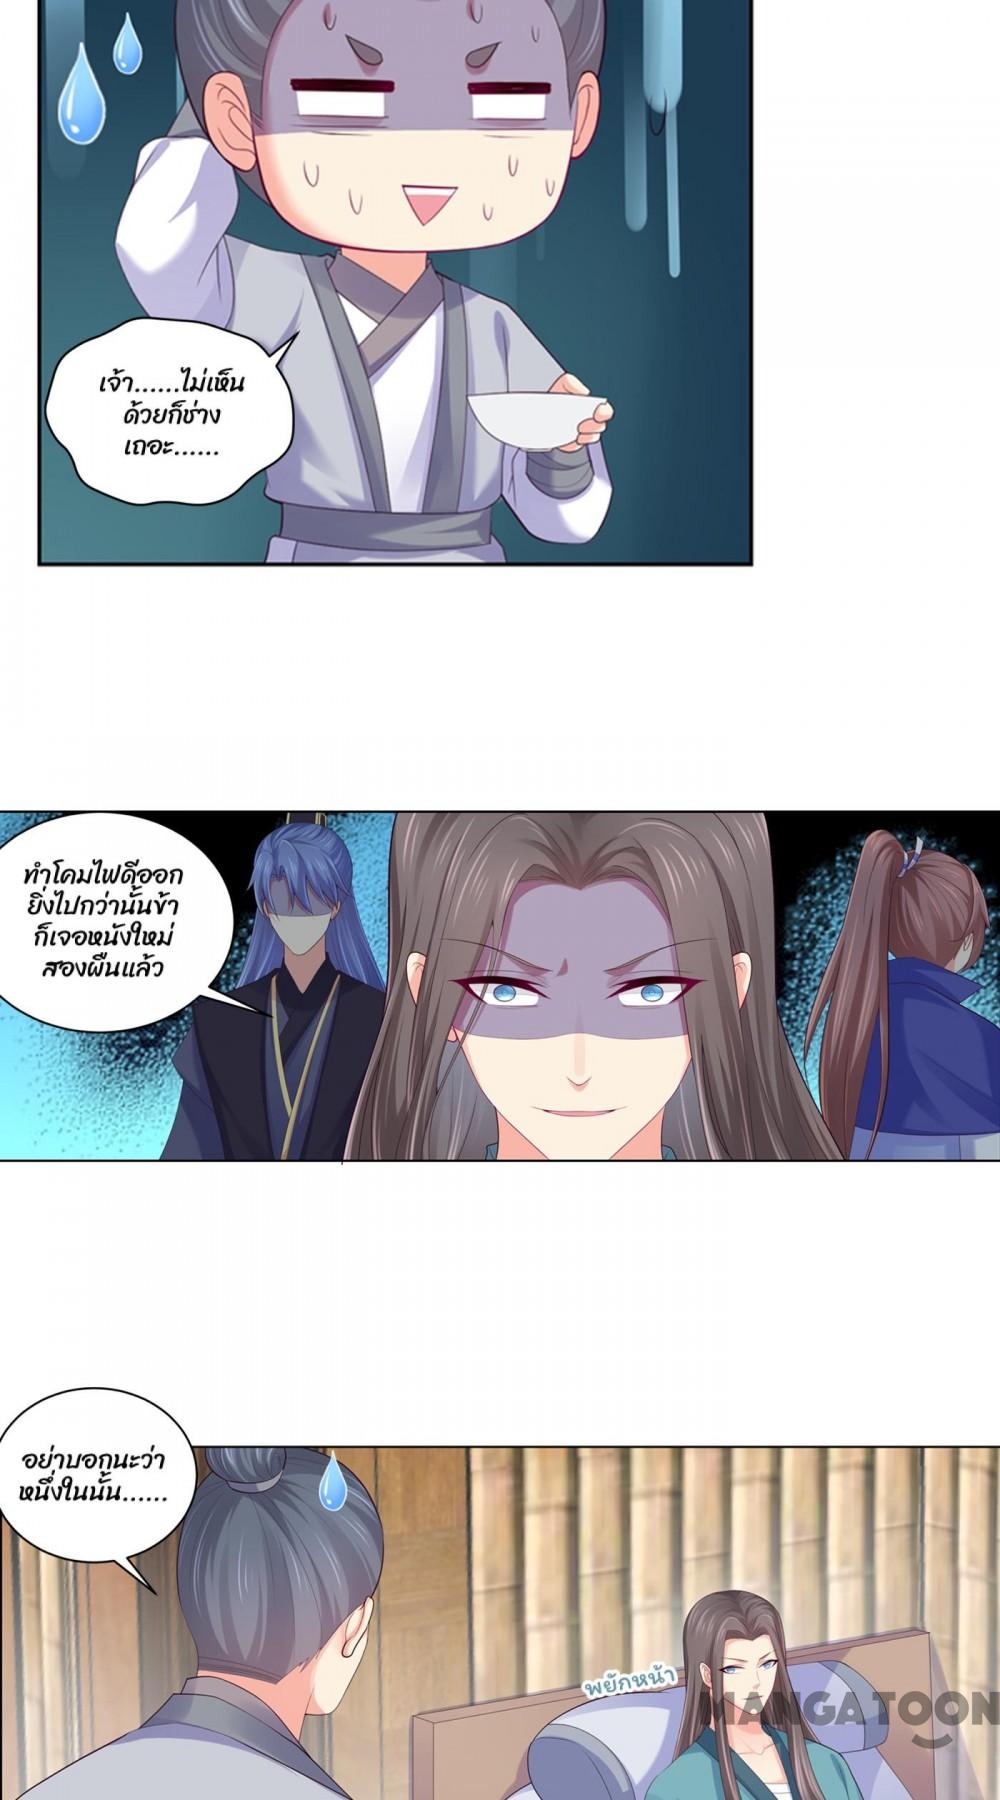 เจ้า......ไม่เห็น
ด้วยก็ช่าง
เถอะ......
ทำโคมไฟดีออก
ยิ่งไปกว่านั้นข้า
ก็เจอหนังใหม่
สองผืนแล้ว
อย่าบอกนะว่า
หนึ่งในนั้น......
พยักหน้า
MANGATOON